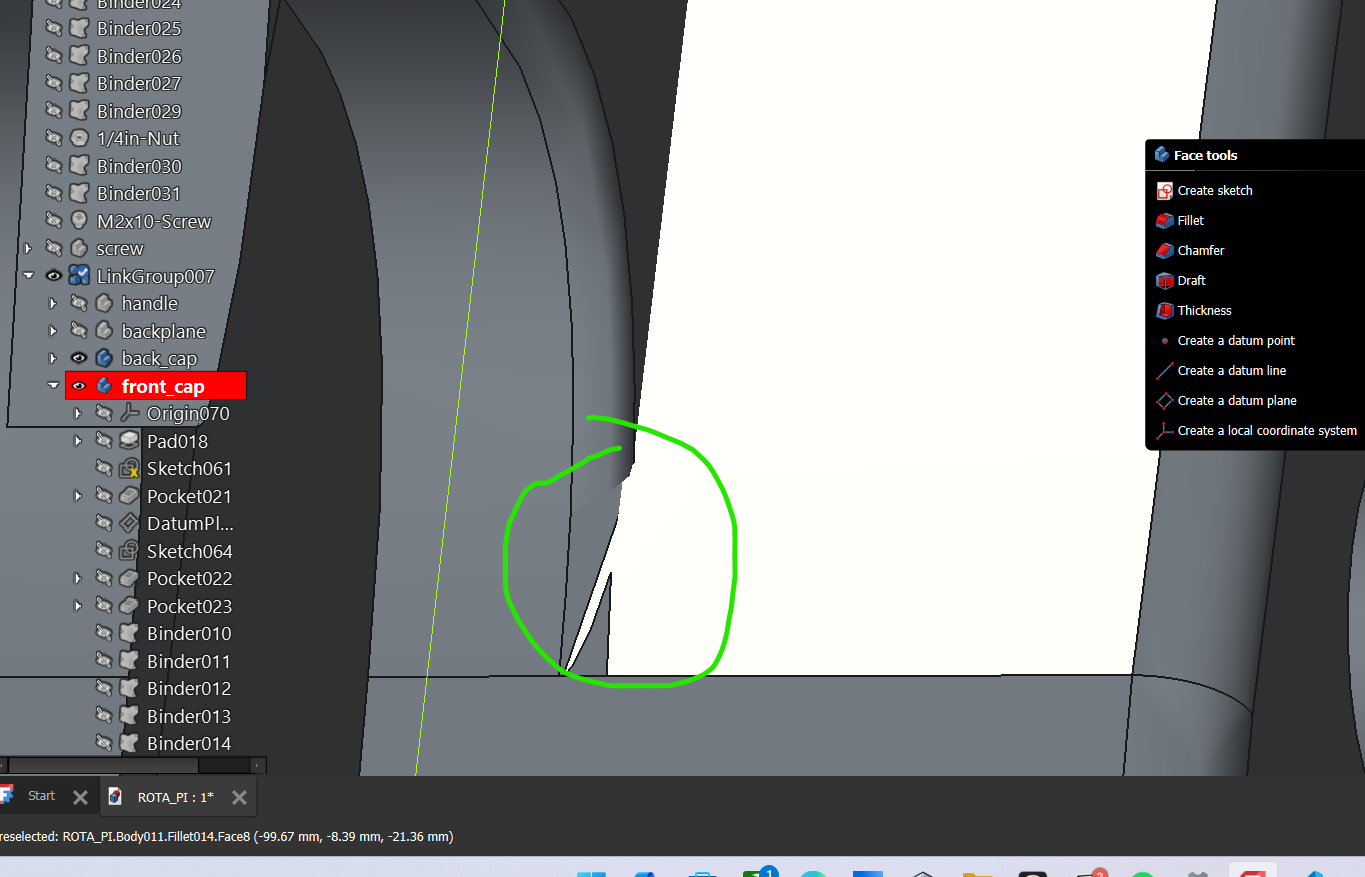 Binder024
Binder025
Binder026
Binder027
Binder029
1/4in-Nut
Binder030
Binder031
M2x10-Screw
screw
LinkGroup007
handle
backplane
back_cap
front_cap
Origin070
Pad018
Sketch061
Pocket021
DatumPl...
Sketch064
Pocket022
Pocket023
Binder010
Binder011
Binder012
Binder013
Binder014
Face tools
Create sketch
Fillet
Chamfer
Draft
Thickness
Create a datum point
Create a datum line
Create a datum plane
Create a local coordinate system
Start
ROTA_PI : 1*
reselected: ROTA_PI.Body011.Fillet014.Face8 (-99.67 mm, -8.39 mm, -21.36 mm)
1